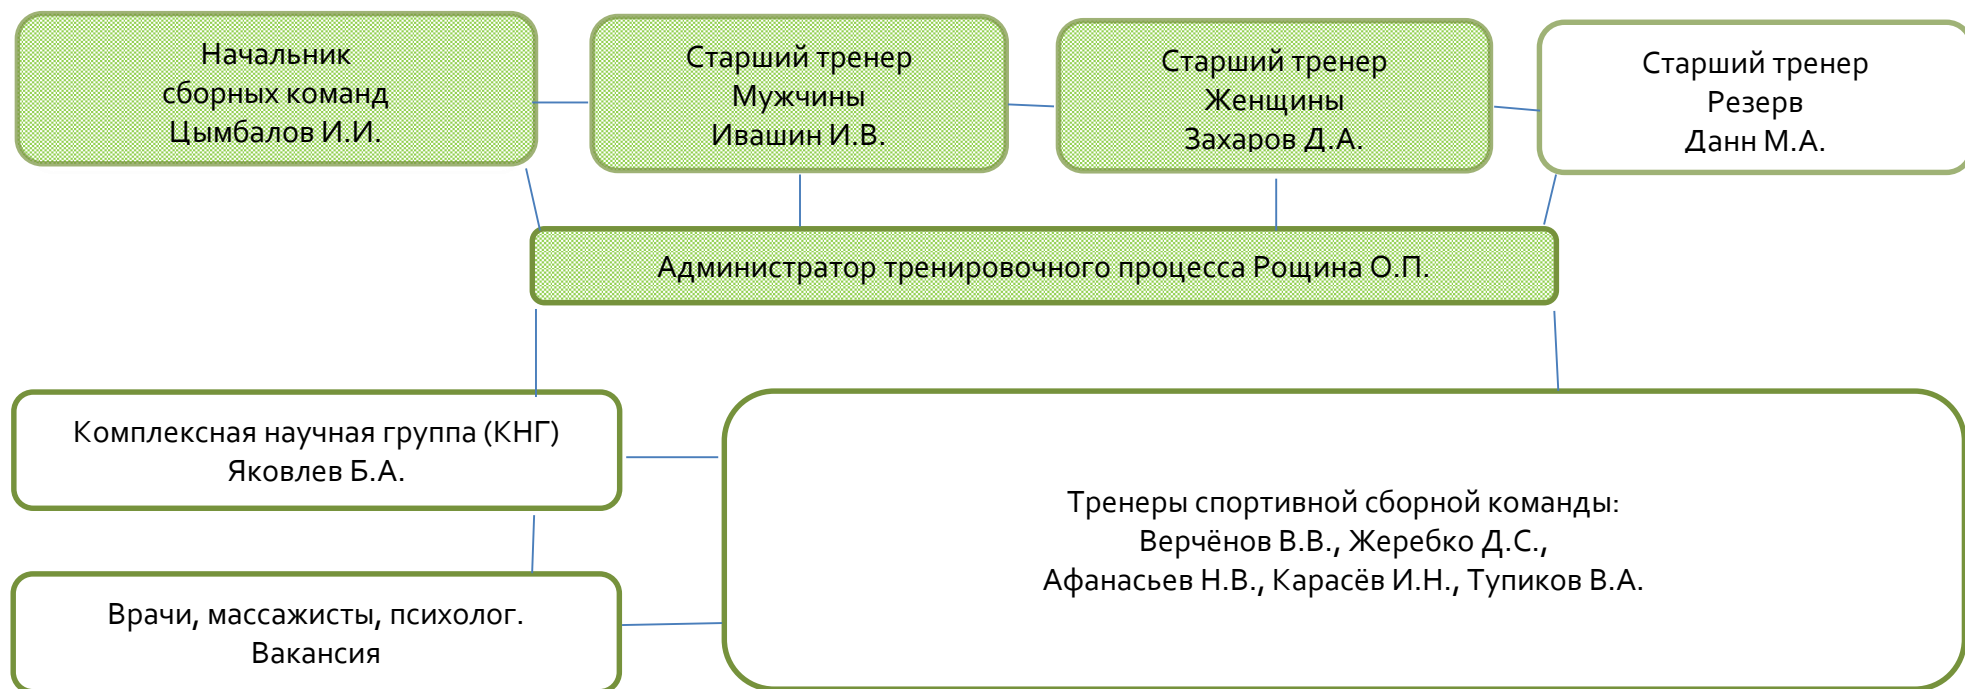 Начальник
сборных команд
Цымбалов И.И.
Старший тренер
Мужчины
Ивашин И.В.
Старший тренер
Женщины
Захаров Д.А.
Старший тренер
Резерв
Данн М.А.
Администратор тренировочного процесса Рощина О.П.
Комплексная научная группа (КНГ)
Яковлев Б.А.
Тренеры спортивной сборной команды:
Верчёнов В.В., Жеребко Д.С.,
Афанасьев Н.В., Карасёв И.Н., Тупиков В.А.
Врачи, массажисты, психолог.
Вакансия